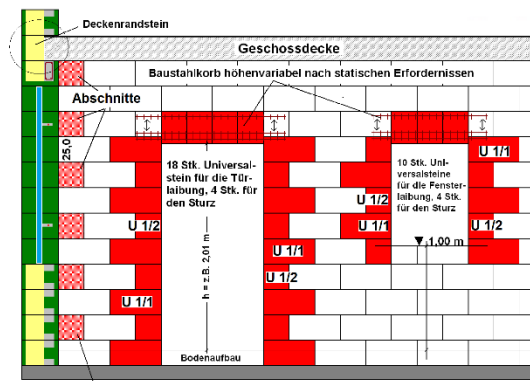 Deckenrandstein
Geschossdecke
Baustahlkorb höhenvariabel nach statischen Erfordernissen
Abschnitte
25,0
18 Stk. Universal-
stein für die Tür-
laibung, 4 Stk. für
den Sturz
10 Stk. Uni-
versalsteine
für die Fenster-
laibung, 4 Stk.
für den Sturz
U 1/1
U 1/2
U 1/2
U 1/1
U 1/2
1,00 m
h = z.B. 2,01 m
U 1/1
U 1/2
U 1/1
Bodenaufbau